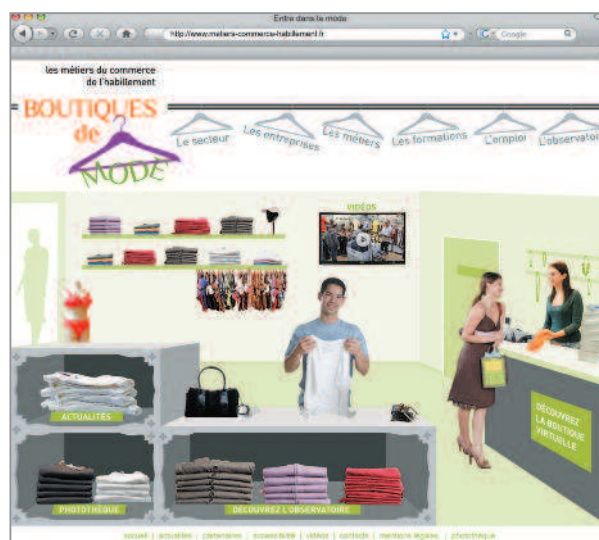 Entre dans la mode
http://www.metiers-commerce-habillement.fr
Google
les métiers du commerce
de l'habillement
BOUTIQUES
de
MODE
Le secteur
Les entreprises
Les métiers
Les formations
L'emploi
L'observatoi
VIDÉOS
ACTUALITÉS
DÉCOUVREZ
LA BOUTIQUE
VIRTUELLE
PHOTOTHÈQUE
DÉCOUVREZ L'OBSERVATOIRE
accueil | actualités | partenaires | accessibilité | vidéos | contacts | mentions légales | photothèque